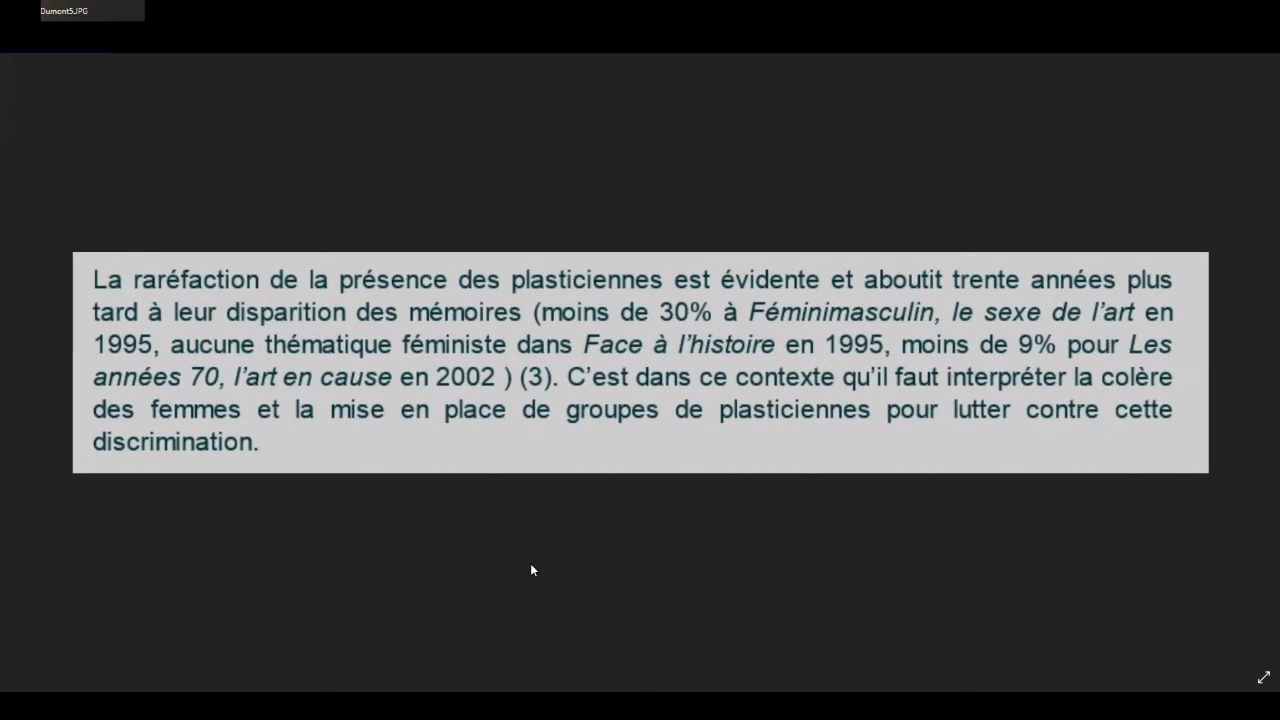 Dumont5.JPG
La raréfaction de la présence des plasticiennes est évidente et aboutit trente années plus
tard à leur disparition des mémoires (moins de 30% à Féminimasculin, le sexe de l’art en
1995, aucune thématique féministe dans Face à l’histoire en 1995, moins de 9% pour Les
années 70, l’art en cause en 2002 ) (3). C’est dans ce contexte qu’il faut interpréter la colère
des femmes et la mise en place de groupes de plasticiennes pour lutter contre cette
discrimination.